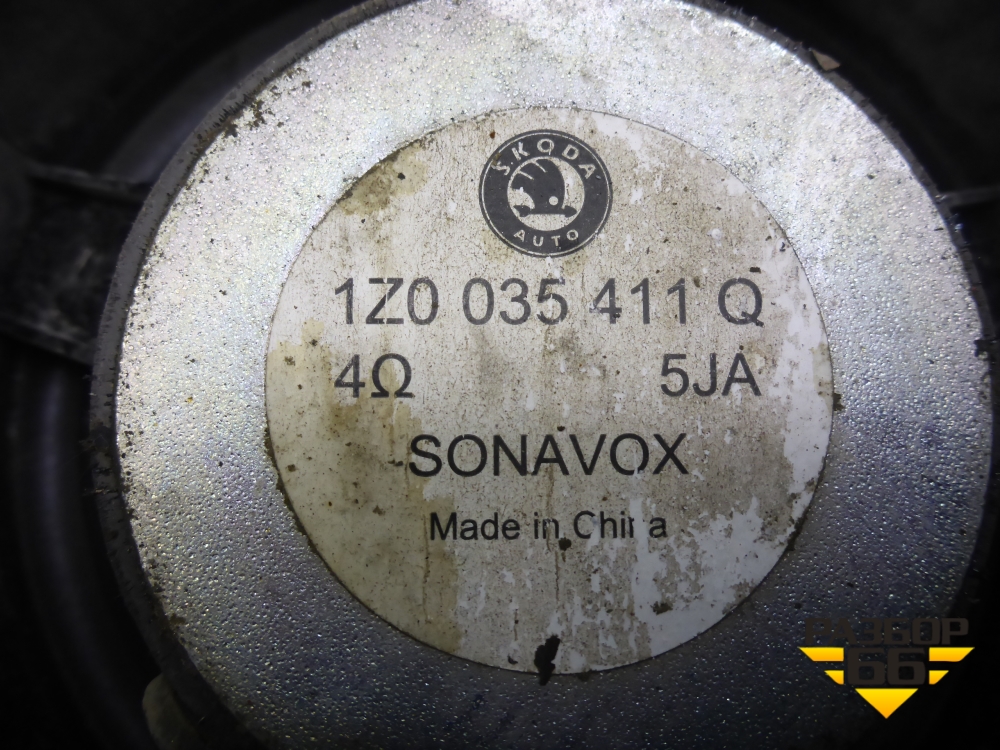 ŠKODA
AUTO
1Z0 035 411 Q
4Ω 5JA
SONAVOX
Made in China
РАЗБОР
66